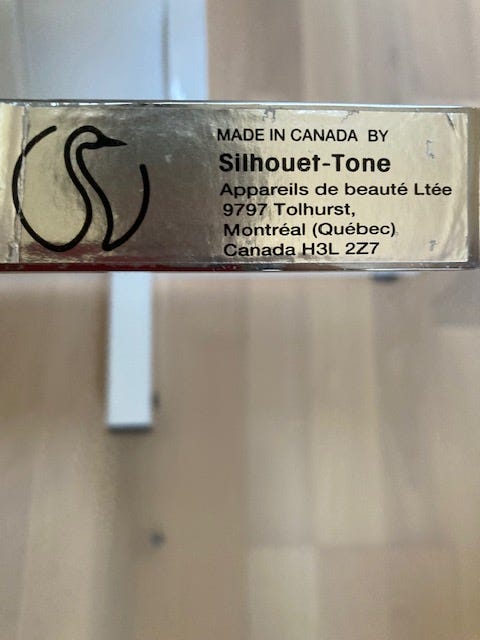 MADE IN CANADA BY
Silhouet-Tone
Appareils de beauté Ltée
9797 Tolhurst,
Montréal (Québec)
Canada H3L 2Z7